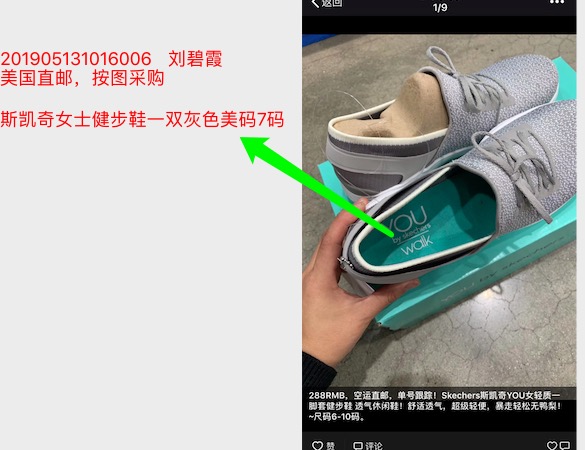 返回
1/9
201905131016006 刘碧霞
美国直邮，按图采购
斯凯奇女士健步鞋一双灰色美码7码
YOU
by skechers
walk
288RMB，空运直邮，单号跟踪！Skechers斯凯奇YOU女轻质一
脚套健步鞋 透气休闲鞋！舒适透气，超级轻便，暴走轻松无鸭梨！
~尺码6-10码。
赞 评论